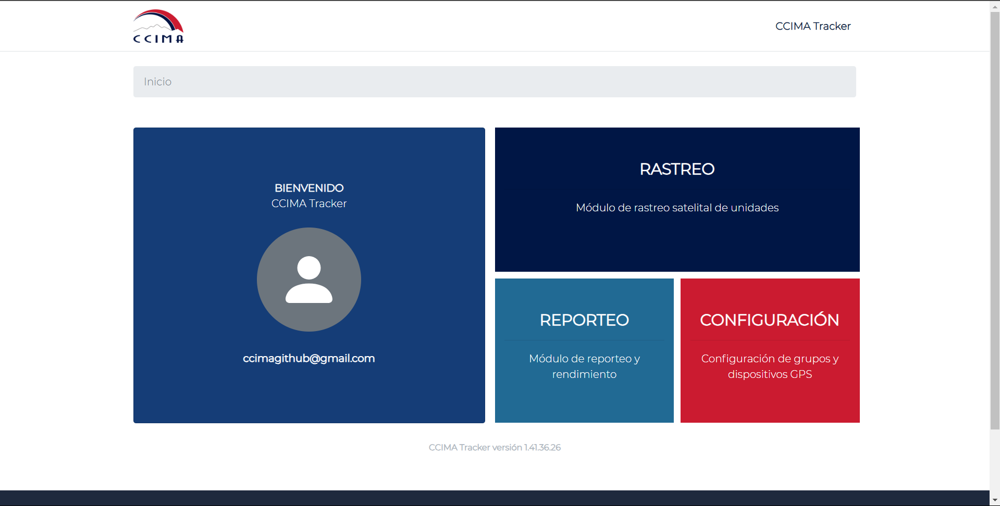 CCIMA
CCIMA Tracker
Inicio
BIENVENIDO
CCIMA Tracker
ccimagithub@gmail.com
RASTREO
Módulo de rastreo satelital de unidades
REPORTEO
Módulo de reporteo y
rendimiento
CONFIGURACIÓN
Configuración de grupos y
dispositivos GPS
CCIMA Tracker versión 1.41.36.26